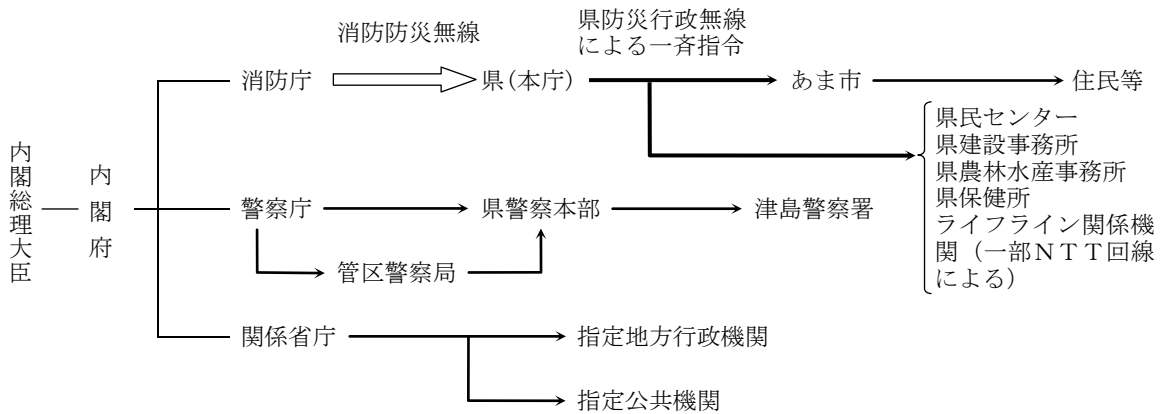 消防防災無線
県防災行政無線
による一斉指令
消防庁
県(本庁)
あま市
住民等
県民センター
県建設事務所
県農林水産事務所
県保健所
ライフライン関係機
関(一部NTT回線
による)
内閣総理大臣
内閣府
警察庁
県警察本部
津島警察署
管区警察局
関係省庁
指定地方行政機関
指定公共機関